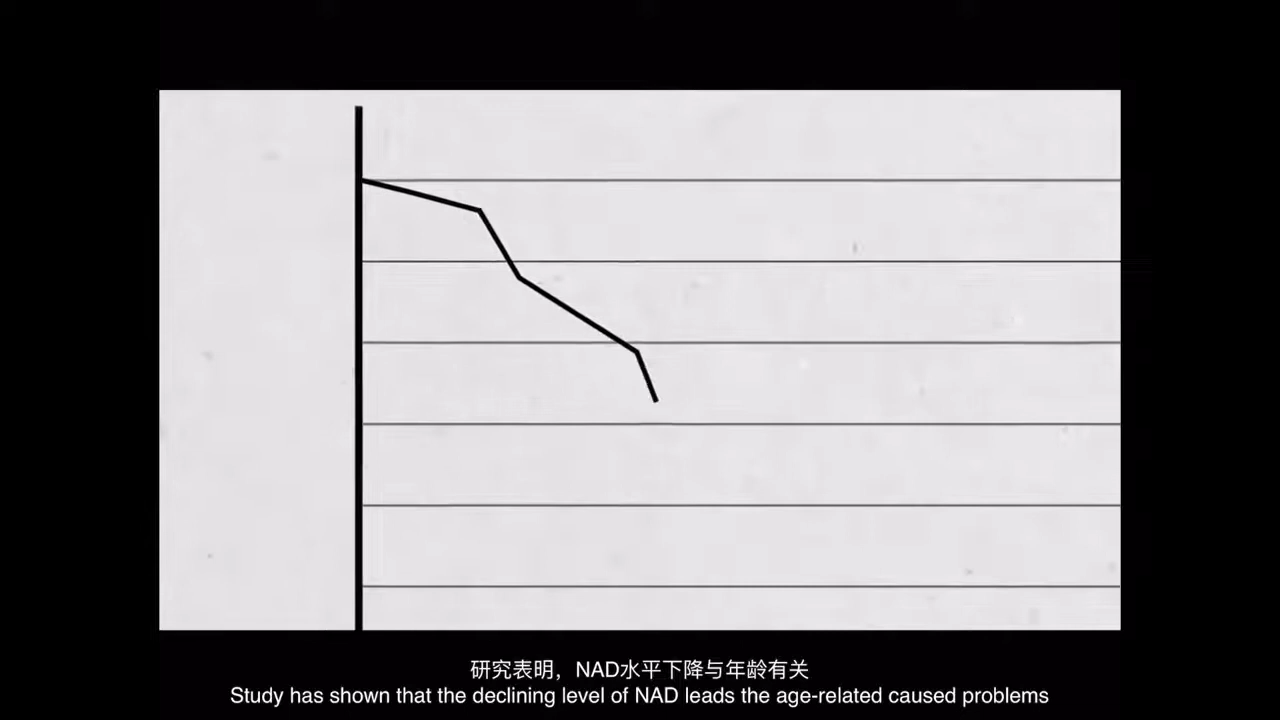 研究表明，NAD水平下降与年龄有关
Study has shown that the declining level of NAD leads the age-related caused problems